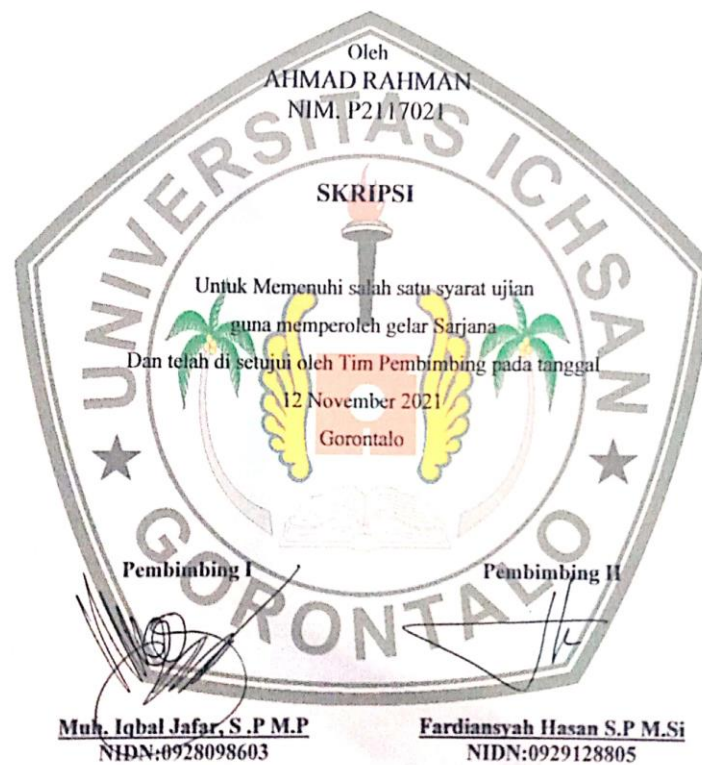 Oleh
AHMAD RAHMAN
NIM. P2117021
UNIVERSITAS ICHSAN
GORONTALO
SKRIPSI
Untuk Memenuhi salah satu syarat ujian
guna memperoleh gelar Sarjana
Dan telah di setujui oleh Tim Pembimbing pada tanggal
12 November 2021
Gorontalo
Pembimbing I
Pembimbing II
Muh. Iqbal Jafar, S .P M.P
NIDN:0928098603
Fardiansyah Hasan S.P M.Si
NIDN:0929128805